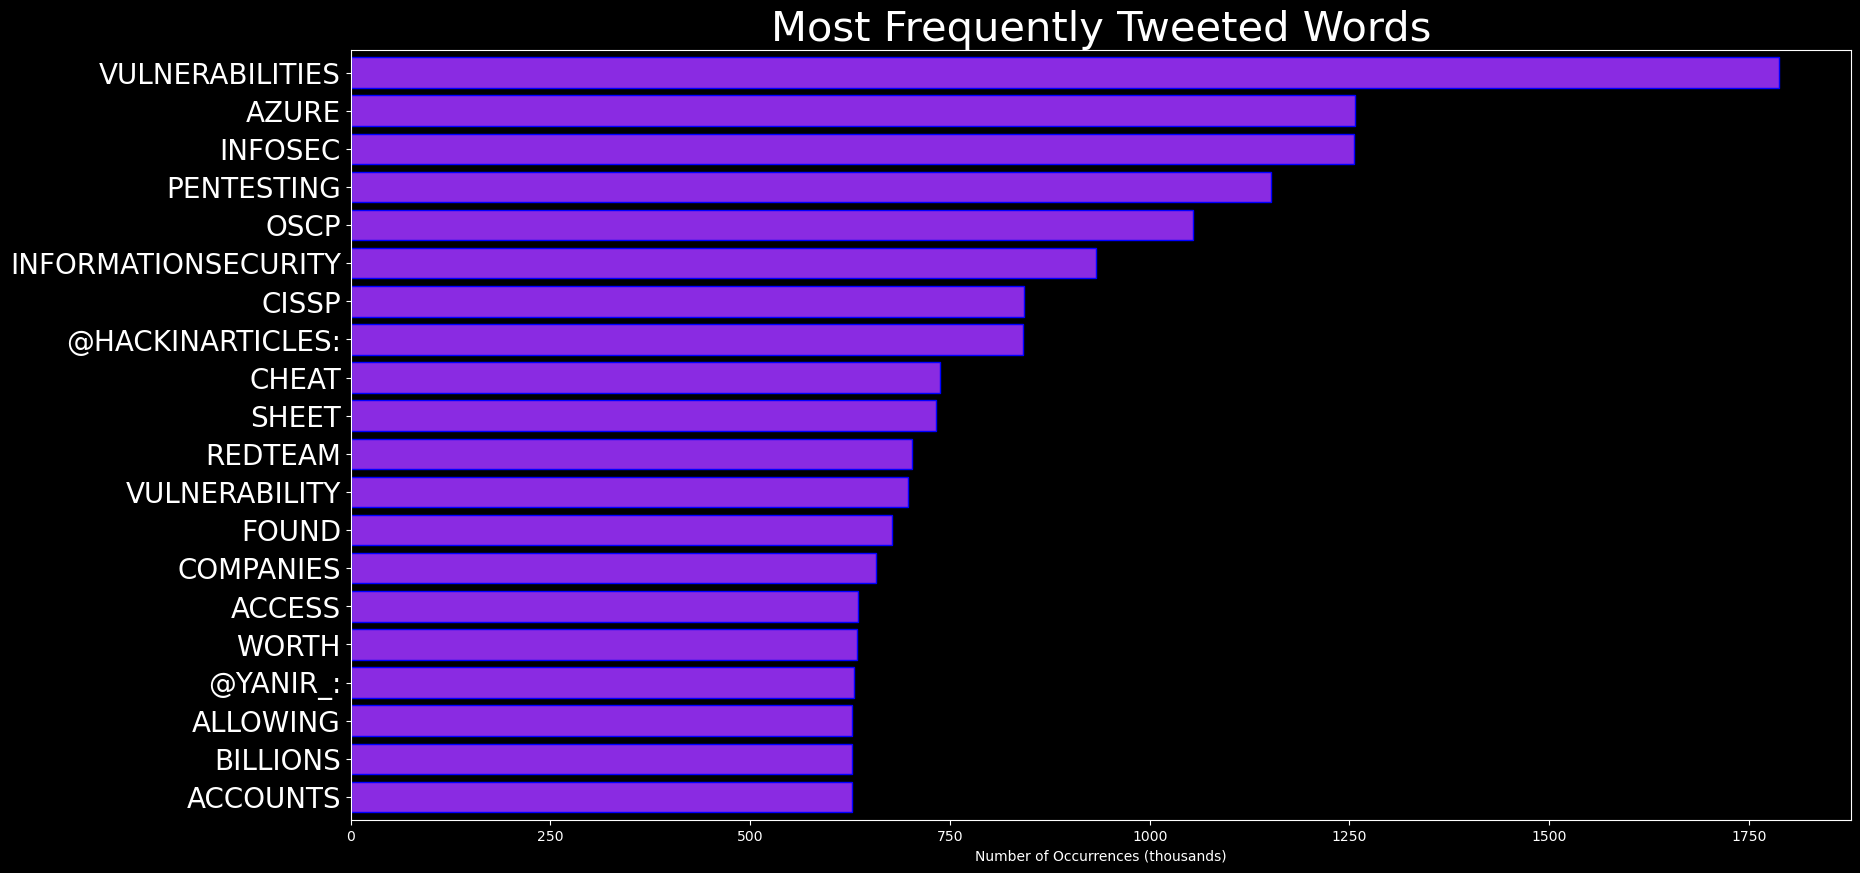 Most Frequently Tweeted Words
VULNERABILITIES
AZURE
INFOSEC
PENTESTING
OSCP
INFORMATIONSECURITY
CISSP
@HACKINARTICLES:
CHEAT
SHEET
REDTEAM
VULNERABILITY
FOUND
COMPANIES
ACCESS
WORTH
@YANIR_:
ALLOWING
BILLIONS
ACCOUNTS
0 250 500 750 1000 1250 1500 1750
Number of Occurrences (thousands)